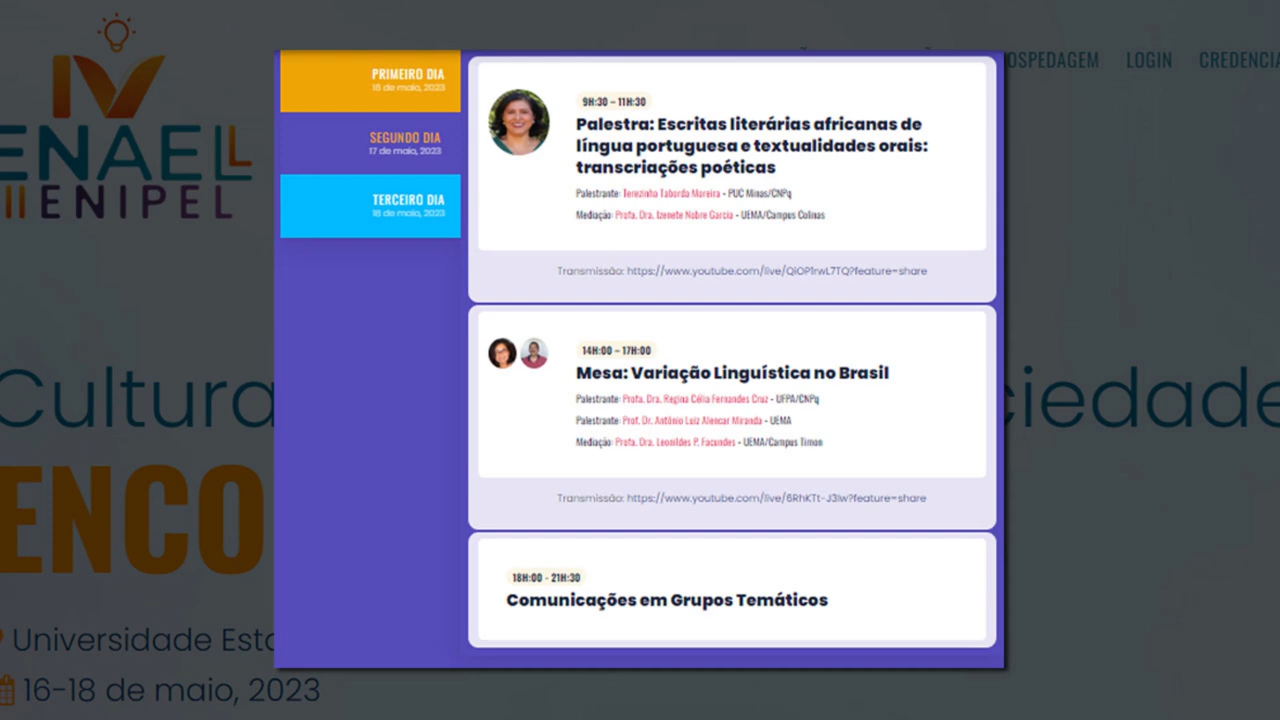 IV
ENAEL
III ENIPEL
OSPEDAGEM LOGIN CREDENCIA
PRIMEIRO DIA
16 de maio, 2023
SEGUNDO DIA
17 de maio, 2023
TERCEIRO DIA
18 de maio, 2023
9H:30 – 11H:30
Palestra: Escritas literárias africanas de
língua portuguesa e textualidades orais:
transcriações poéticas
Palestrante: Terezinha Taborda Moreira - PUC Minas/CNPq
Mediação: Profa. Dra. Izenete Nobre Garcia - UEMA/Campus Colinas
Transmissão: https://www.youtube.com/live/QiOP1rwL7TQ?feature=share
14H:00 – 17H:00
Mesa: Variação Linguística no Brasil
Palestrante: Profa. Dra. Regina Célia Fernandes Cruz - UFPA/CNPq
Palestrante: Prof. Dr. Antônio Luiz Alencar Miranda - UEMA
Mediação: Profa. Dra. Leonildes P. Facundes - UEMA/Campus Timon
Transmissão: https://www.youtube.com/live/6RhKTt-J3iw?feature=share
18H:00 - 21H:30
Comunicações em Grupos Temáticos
Cultura
ciedade
ENCO
Universidade Esta
16-18 de maio, 2023